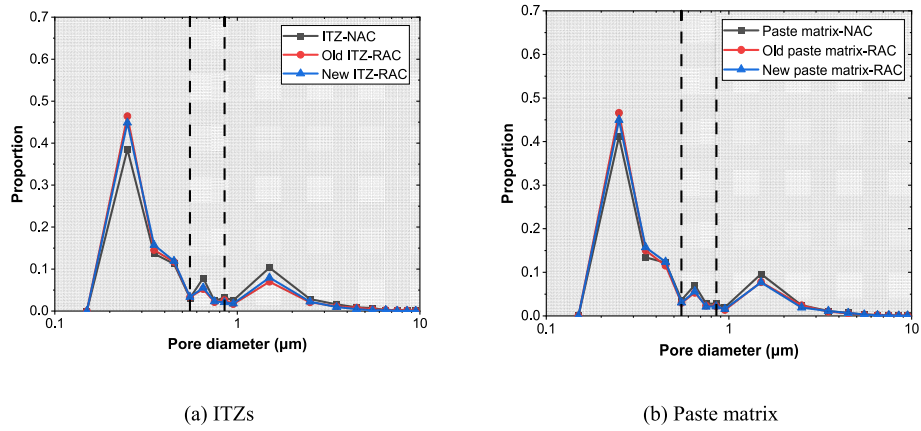 0.7
0.6
0.5
0.4
0.3
0.2
0.1
0.0
Proportion
ITZ-NAC
Old ITZ-RAC
New ITZ-RAC
0.1
1
10
Pore diameter (μm)
(a) ITZs
0.7
0.6
0.5
0.4
0.3
0.2
0.1
0.0
Proportion
Paste matrix-NAC
Old paste matrix-RAC
New paste matrix-RAC
0.1
1
10
Pore diameter (μm)
(b) Paste matrix